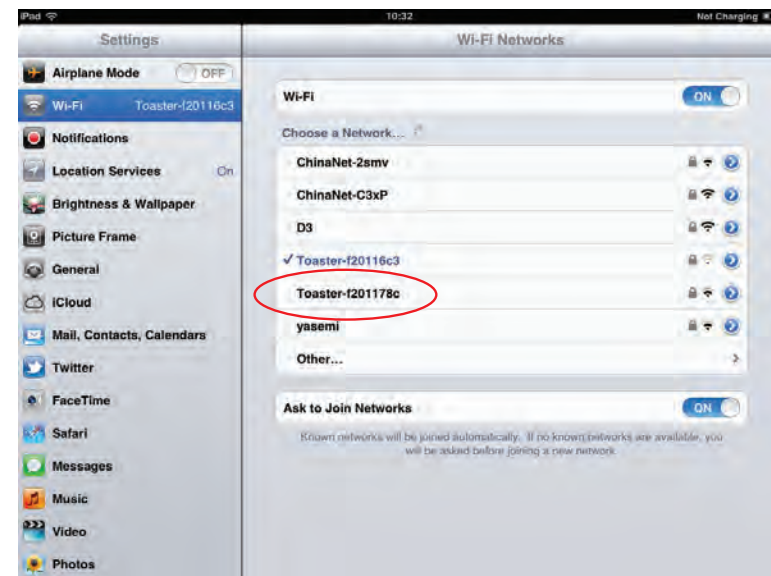 iPad 10:32 Not Charging
Settings
Airplane Mode OFF
Wi-Fi Toaster-f20116c3
Notifications
Location Services On
Brightness & Wallpaper
Picture Frame
General
iCloud
Mail, Contacts, Calendars
Twitter
FaceTime
Safari
Messages
Music
Video
Photos
Wi-Fi Networks
Wi-Fi ON
Choose a Network...
ChinaNet-2smv
ChinaNet-C3xP
D3
Toaster-f20116c3
Toaster-f201178c
yasemi
Other...
Ask to Join Networks ON
Known networks will be joined automatically. If no known networks are available, you
will be asked before joining a new network.